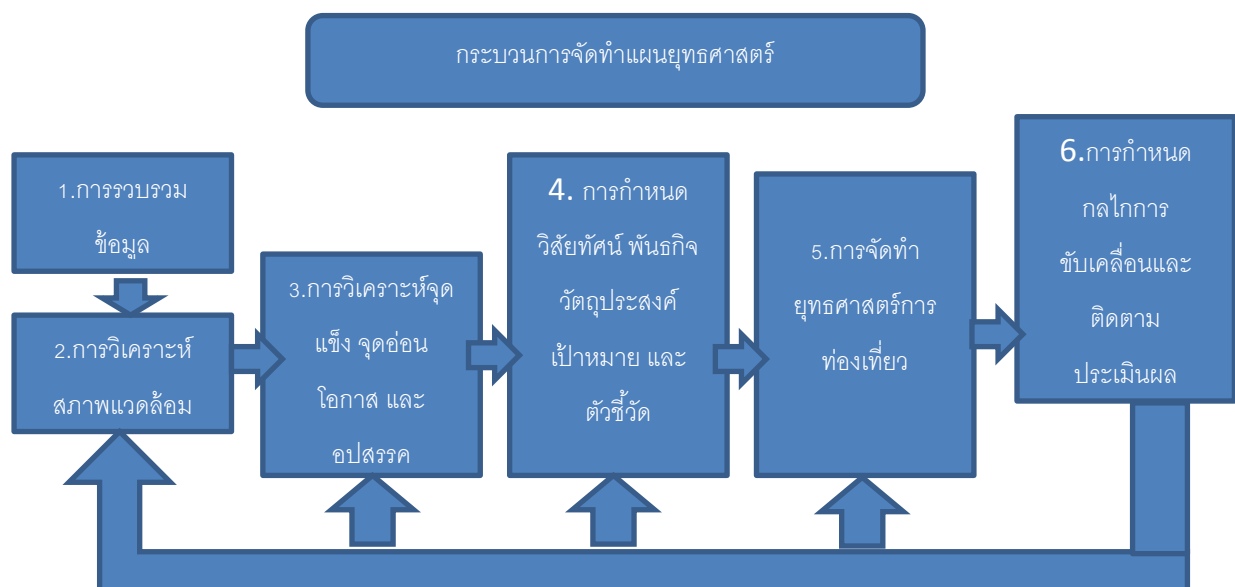 กระบวนการจัดทำแผนยุทธศาสตร์
1.การรวบรวม
ข้อมูล
2.การวิเคราะห์
สภาพแวดล้อม
3.การวิเคราะห์จุด
แข็ง จุดอ่อน
โอกาส และ
อปสรรค
4. การกำหนด
วิสัยทัศน์ พันธกิจ
วัตถุประสงค์
เป้าหมาย และ
ตัวชี้วัด
5.การจัดทำ
ยุทธศาสตร์การ
ท่องเที่ยว
6.การกำหนด
กลไกการ
ขับเคลื่อนและ
ติดตาม
ประเมินผล